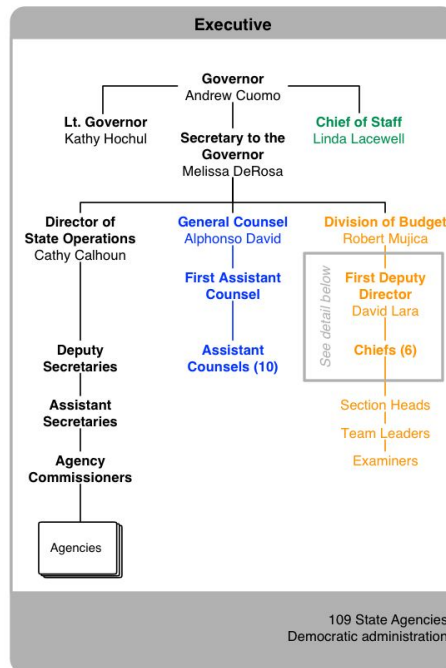 Executive
Governor
Andrew Cuomo
Lt. Governor
Kathy Hochul
Chief of Staff
Linda Lacewell
Secretary to the
Governor
Melissa DeRosa
Director of
State Operations
Cathy Calhoun
General Counsel
Alphonso David
Division of Budget
Robert Mujica
First Assistant
Counsel
See detail below
First Deputy
Director
David Lara
Deputy
Secretaries
Assistant
Counsels (10)
Chiefs (6)
Assistant
Secretaries
Section Heads
Team Leaders
Agency
Commissioners
Examiners
Agencies
109 State Agencies
Democratic administration